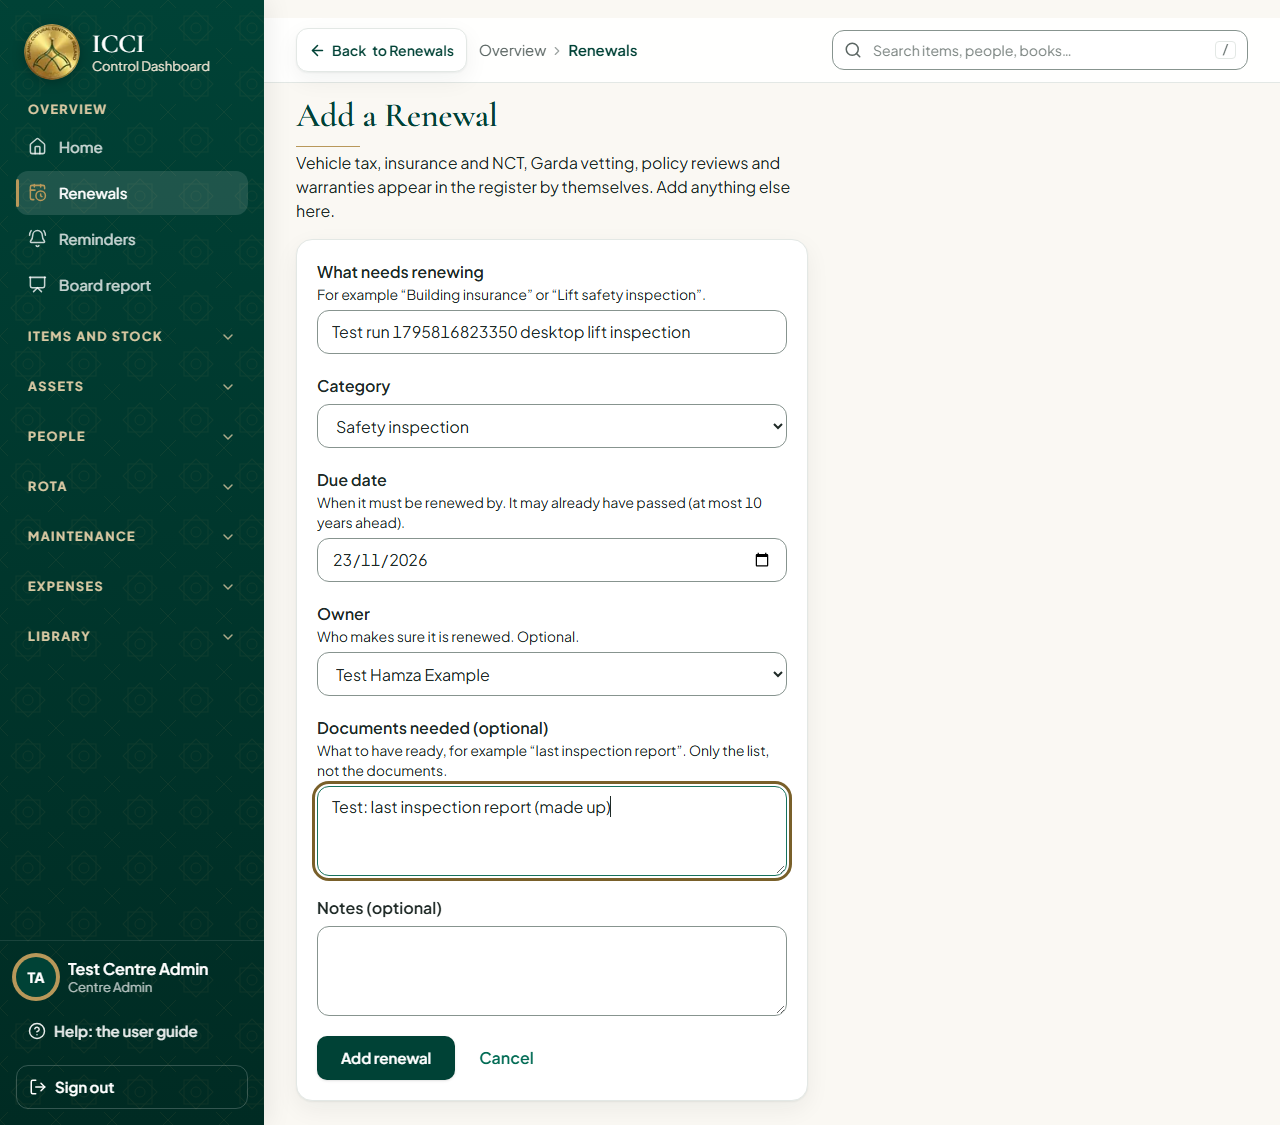 ICCI
Control Dashboard
OVERVIEW
Home
Renewals
Reminders
Board report
ITEMS AND STOCK
ASSETS
PEOPLE
ROTA
MAINTENANCE
EXPENSES
LIBRARY
TA
Test Centre Admin
Centre Admin
Help: the user guide
Sign out
Back to Renewals
Overview > Renewals
Search items, people, books...
/
Add a Renewal
Vehicle tax, insurance and NCT, Garda vetting, policy reviews and
warranties appear in the register by themselves. Add anything else
here.
What needs renewing
For example “Building insurance” or “Lift safety inspection”.
Test run 1795816823350 desktop lift inspection
Category
Safety inspection
Due date
When it must be renewed by. It may already have passed (at most 10
years ahead).
23/11/2026
Owner
Who makes sure it is renewed. Optional.
Test Hamza Example
Documents needed (optional)
What to have ready, for example “last inspection report”. Only the list,
not the documents.
Test: last inspection report (made up)
Notes (optional)
Add renewal
Cancel